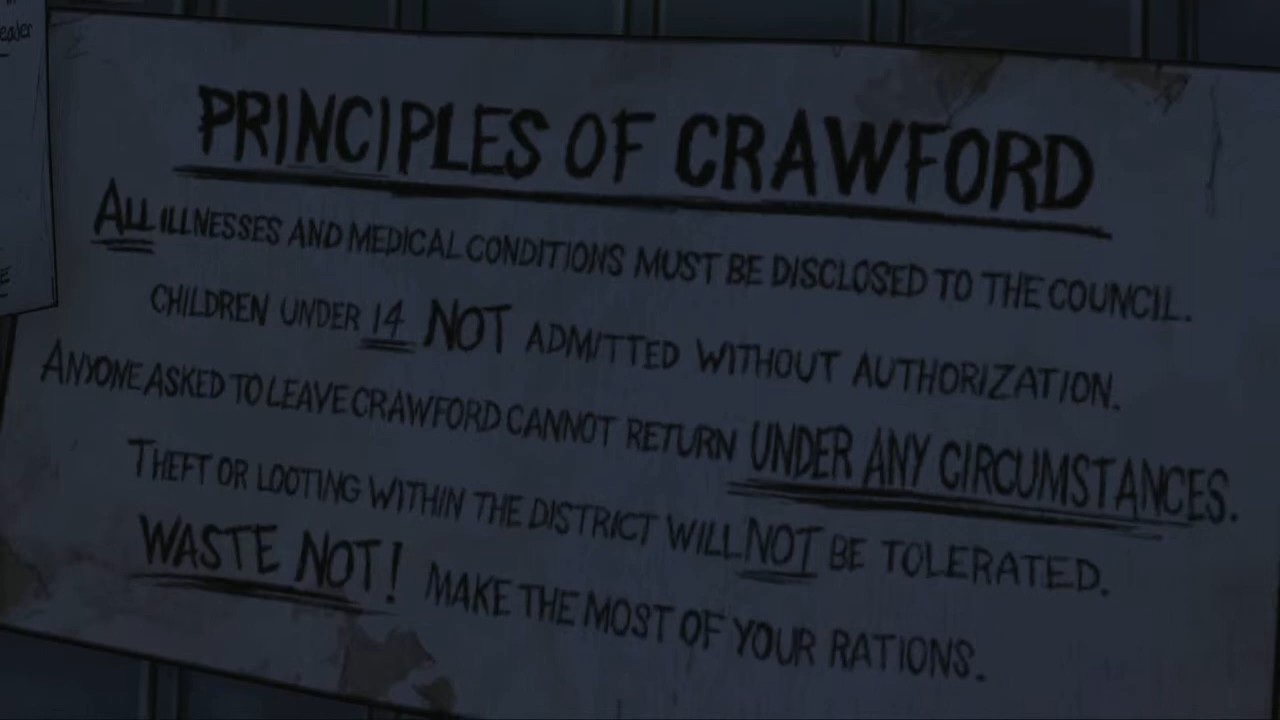 eader
E
PRINCIPLES OF CRAWFORD
ALL ILLNESSES AND MEDICAL CONDITIONS MUST BE DISCLOSED TO THE COUNCIL.
CHILDREN UNDER 14 NOT ADMITTED WITHOUT AUTHORIZATION.
ANYONE ASKED TO LEAVE CRAWFORD CANNOT RETURN UNDER ANY CIRCUMSTANCES.
THEFT OR LOOTING WITHIN THE DISTRICT WILL NOT BE TOLERATED.
WASTE NOT! MAKE THE MOST OF YOUR RATIONS.